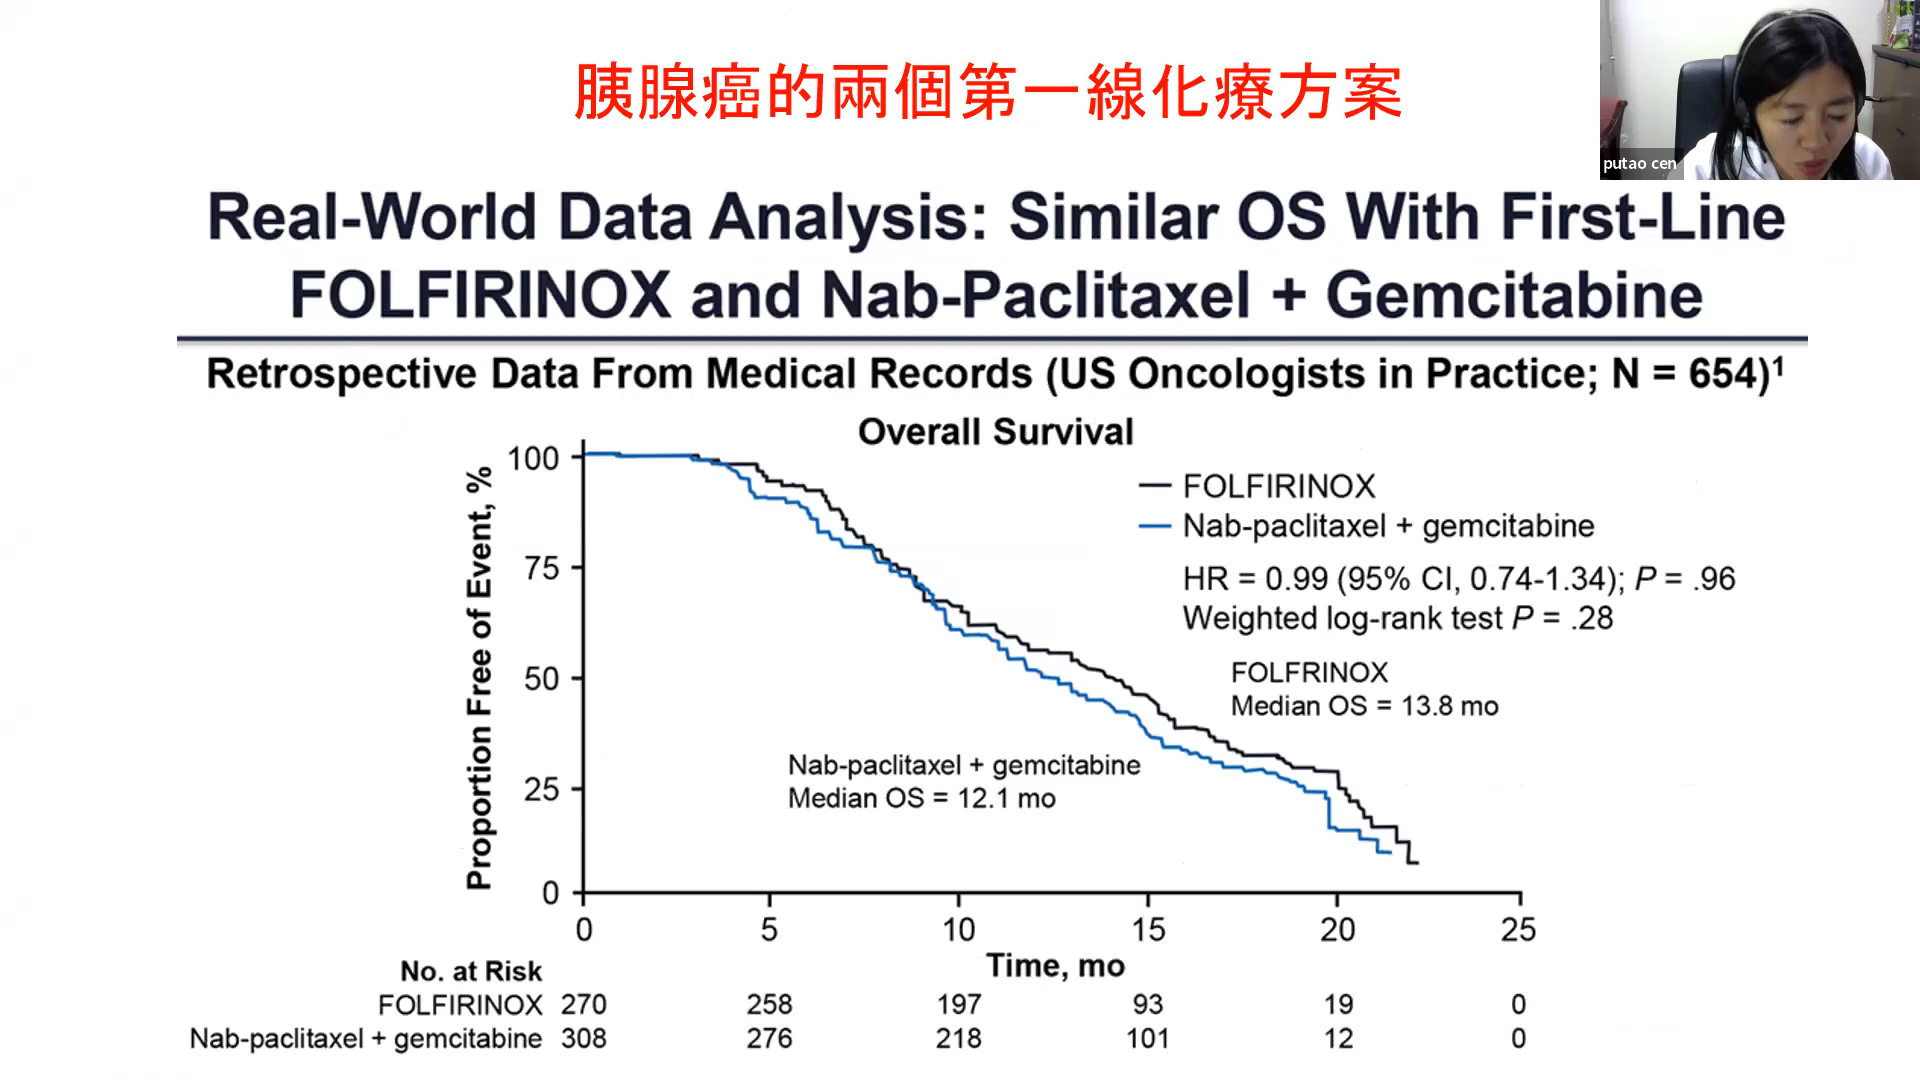 胰腺癌的兩個第一線化療方案
putao cen
Real-World Data Analysis: Similar OS With First-Line
FOLFIRINOX and Nab-Paclitaxel + Gemcitabine
Retrospective Data From Medical Records (US Oncologists in Practice; N = 654)¹
Overall Survival
Proportion Free of Event, %
100
75
50
25
0
FOLFIRINOX
Nab-paclitaxel + gemcitabine
HR = 0.99 (95% CI, 0.74-1.34); P = .96
Weighted log-rank test P = .28
FOLFRINOX
Median OS = 13.8 mo
Nab-paclitaxel + gemcitabine
Median OS = 12.1 mo
0 5 10 15 20 25
Time, mo
No. at Risk
FOLFIRINOX 270 258 197 93 19 0
Nab-paclitaxel + gemcitabine 308 276 218 101 12 0